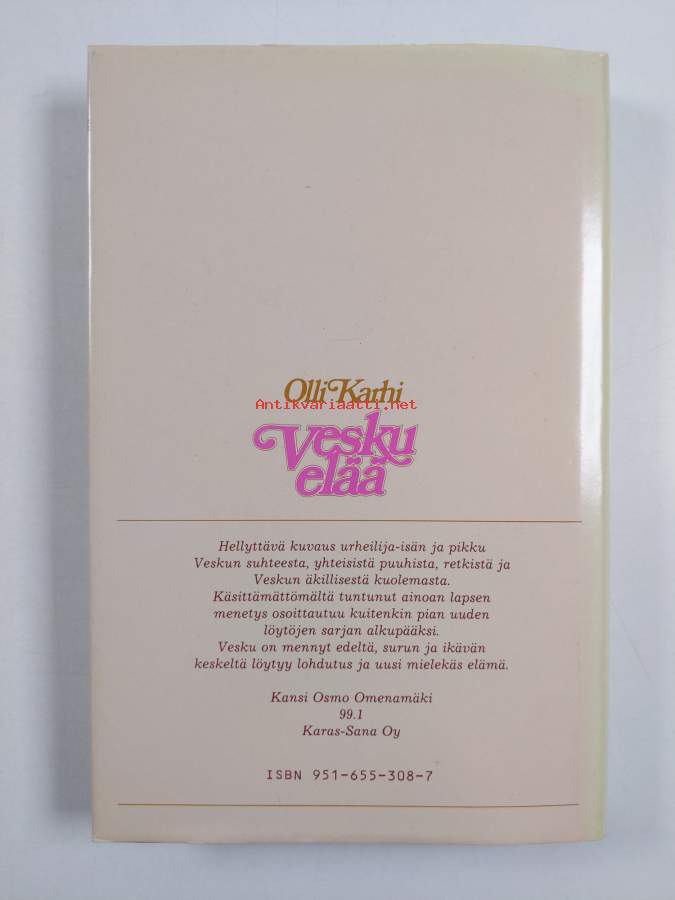 Olli Karhi
Antikvariaatti.net
Vesku
elää
Hellyttävä kuvaus urheilija-isän ja pikku
Veskun suhteesta, yhteisistä puuhista, retkistä ja
Veskun äkillisestä kuolemasta.
Käsittämättömältä tuntunut ainoan lapsen
menetys osoittautuu kuitenkin pian uuden
löytöjen sarjan alkupääksi.
Vesku on mennyt edeltä, surun ja ikävän
keskeltä löytyy lohdutus ja uusi mielekäs elämä.
Kansi Osmo Omenamäki
99.1
Karas-Sana Oy
ISBN 951-655-308-7